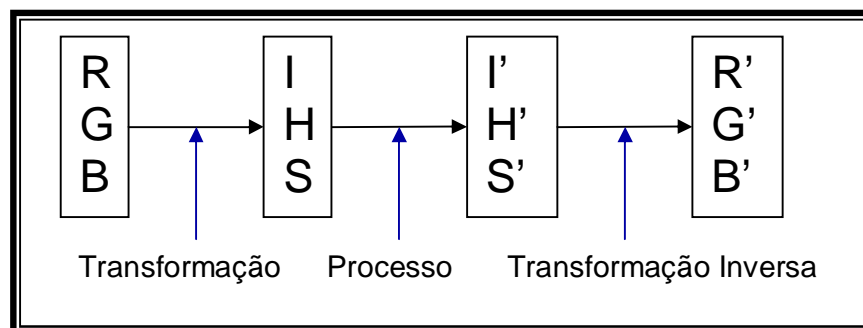 R I I’ R’
G H H’ G’
B S S’ B’
Transformação Processo Transformação Inversa